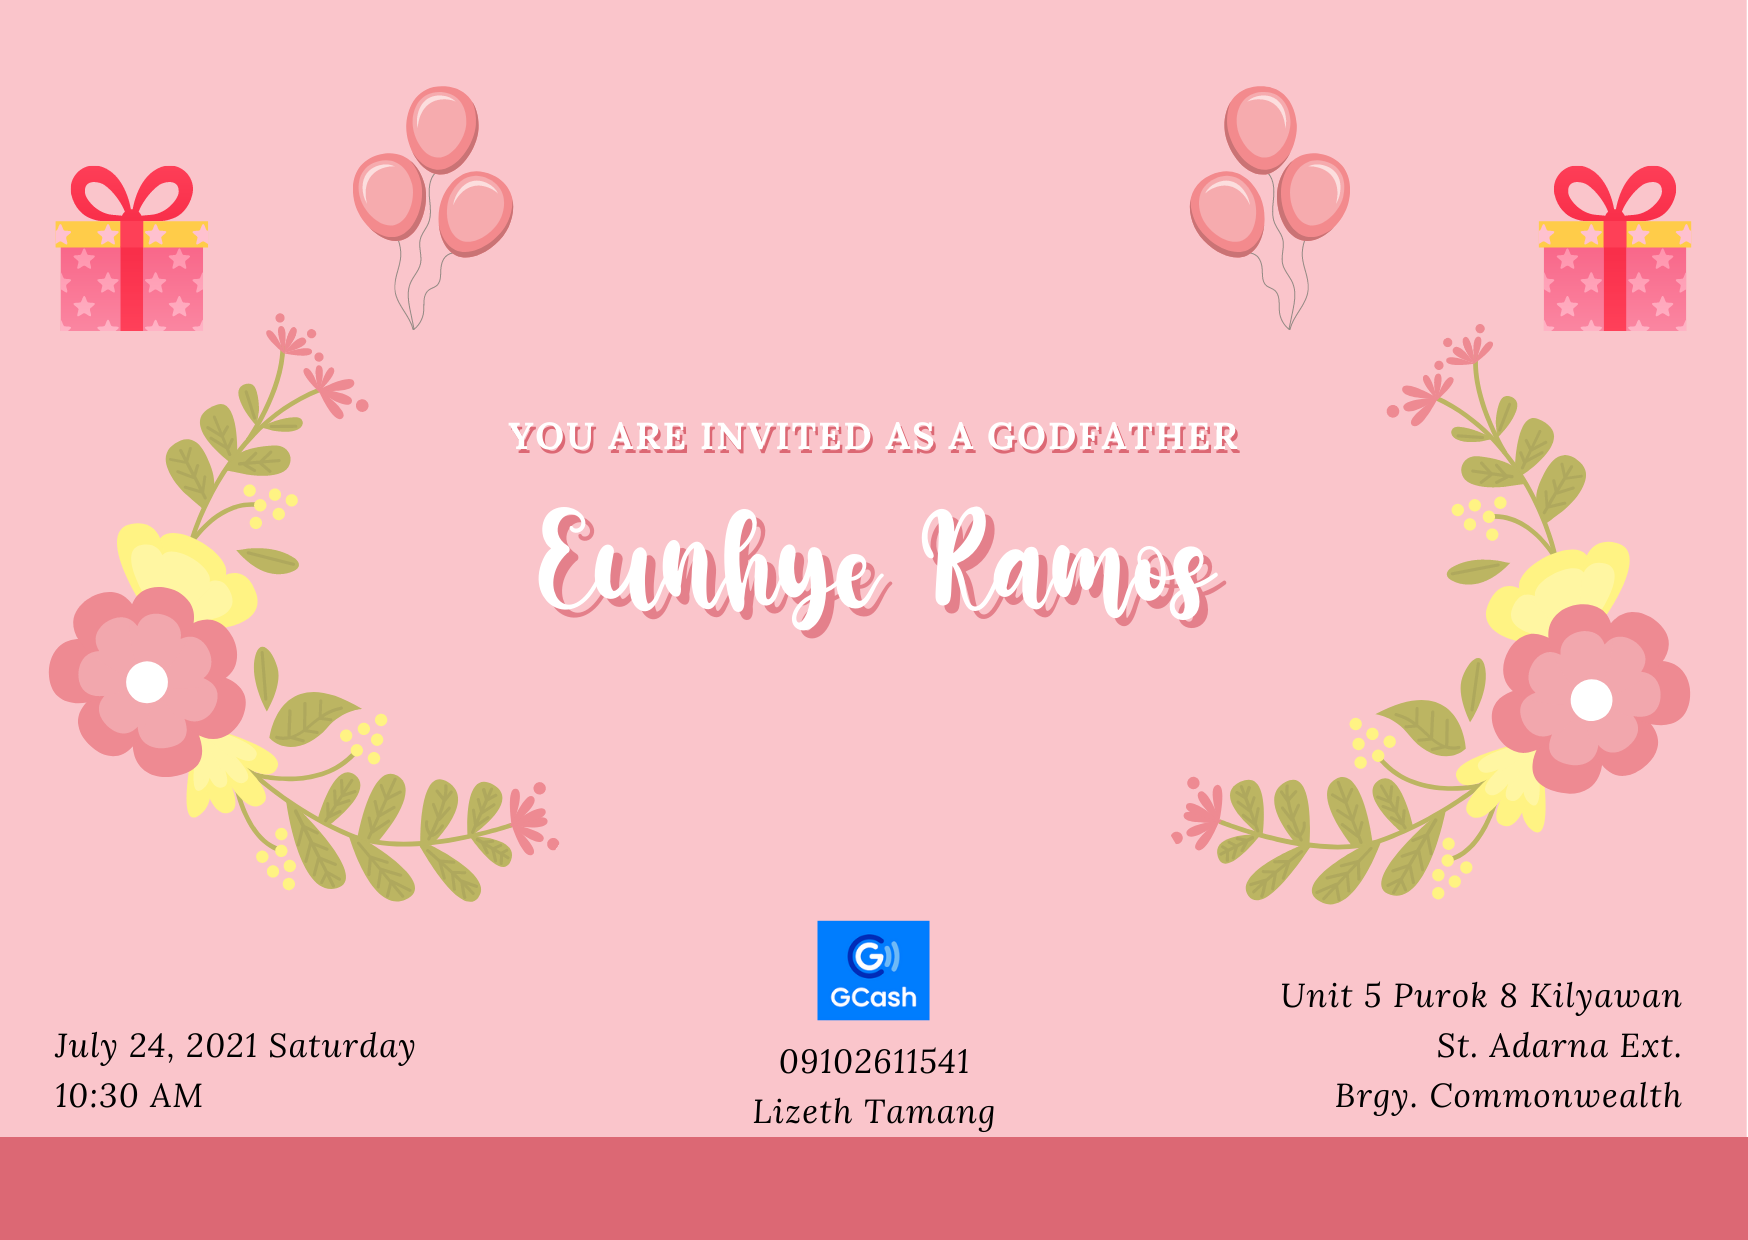 YOU ARE INVITED AS A GODFATHER
Eunhye Ramos
GCash
July 24, 2021 Saturday
10:30 AM
09102611541
Lizeth Tamang
Unit 5 Purok 8 Kilyawan
St. Adarna Ext.
Brgy. Commonwealth